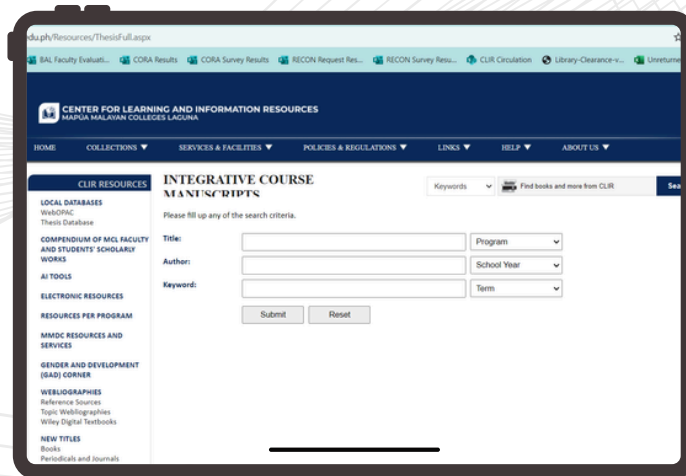 du.ph/Resources/ThesisFull.aspx
BAL Faculty Evaluati... CORA Results CORA Survey Results RECON Request Res... RECON Survey Resu... CLIR Circulation Library-Clearance-v... Unreturne
CENTER FOR LEARNING AND INFORMATION RESOURCES
MAPÚA MALAYAN COLLEGES LAGUNA
HOME COLLECTIONS SERVICES & FACILITIES POLICIES & REGULATIONS LINKS HELP ABOUT US
CLIR RESOURCES
LOCAL DATABASES
WebOPAC
Thesis Database
COMPENDIUM OF MCL FACULTY
AND STUDENTS' SCHOLARLY
WORKS
AI TOOLS
ELECTRONIC RESOURCES
RESOURCES PER PROGRAM
MMDC RESOURCES AND
SERVICES
GENDER AND DEVELOPMENT
(GAD) CORNER
WEBLIOGRAPHIES
Reference Sources
Topic Webliographies
Wiley Digital Textbooks
NEW TITLES
Books
Periodicals and Journals
INTEGRATIVE COURSE
MANUSCRIPTS
Keywords Find books and more from CLIR Sea
Please fill up any of the search criteria.
Title: Program
Author: School Year
Keyword: Term
Submit Reset